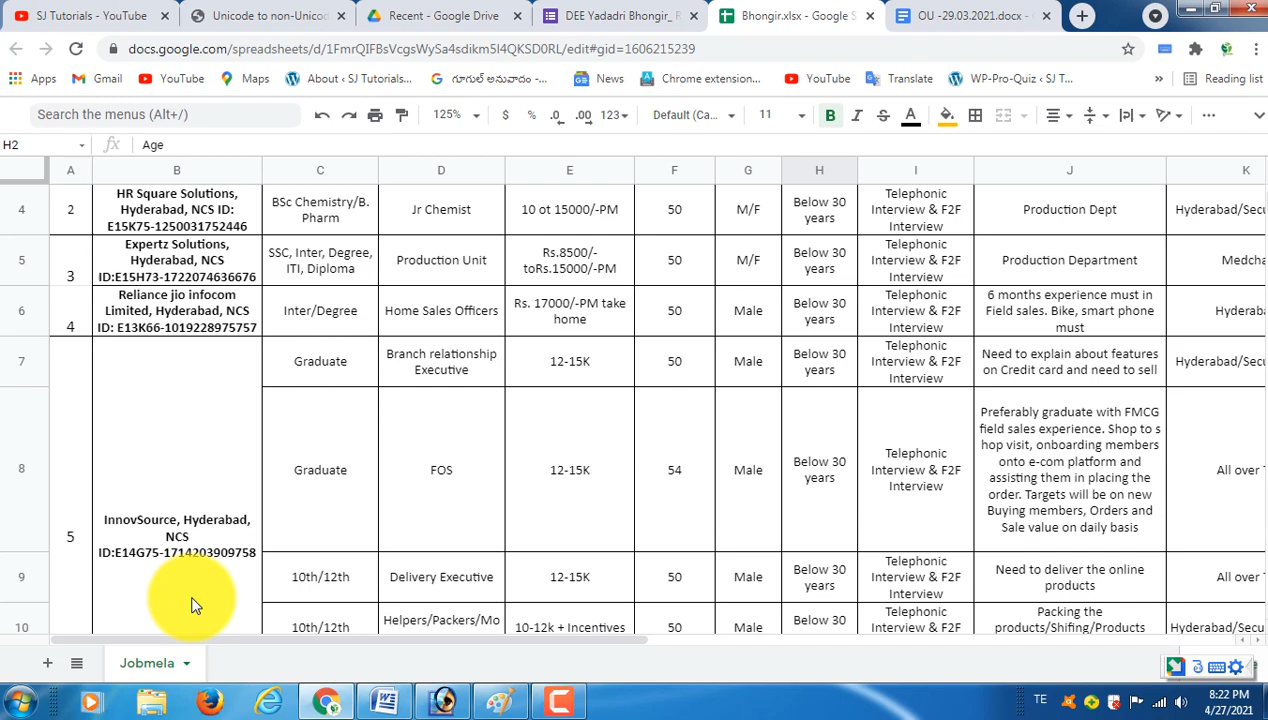 SJ Tutorials - YouTube
Unicode to non-Unicod
Recent - Google Drive
DEE Yadadri Bhongir_
Bhongir.xlsx - Google S
OU -29.03.2021.docx -
docs.google.com/spreadsheets/d/1FmrQIFBsVcgsWySa4sdikm5l4QKSD0RL/edit#gid=1606215239
Apps
Gmail
YouTube
Maps
About ‹ SJ Tutorials...
గూగుల్ అనువాదం -...
News
Chrome extension...
YouTube
Translate
WP-Pro-Quiz ‹ SJ T...
»
Reading list
Search the menus (Alt+/)
125%
$
%
.0
.00
123
Default (Ca...
11
B
I
S
A
H2
fx
Age
A B C D E F G H I J K
4
2
HR Square Solutions,
Hyderabad, NCS ID:
E15K75-1250031752446
BSc Chemistry/B.
Pharm
Jr Chemist
10 ot 15000/-PM
50
M/F
Below 30
years
Telephonic
Interview & F2F
Interview
Production Dept
Hyderabad/Secu
5
3
Expertz Solutions,
Hyderabad, NCS
ID:E15H73-1722074636676
SSC, Inter, Degree,
ITI, Diploma
Production Unit
Rs.8500/-
toRs.15000/-PM
50
M/F
Below 30
years
Telephonic
Interview & F2F
Interview
Production Department
Medcha
6
4
Reliance jio infocom
Limited, Hyderabad, NCS
ID: E13K66-1019228975757
Inter/Degree
Home Sales Officers
Rs. 17000/-PM take
home
50
Male
Below 30
years
Telephonic
Interview & F2F
Interview
6 months experience must in
Field sales. Bike, smart phone
must
Hyderab
7
Graduate
Branch relationship
Executive
12-15K
50
Male
Below 30
years
Telephonic
Interview & F2F
Interview
Need to explain about features
on Credit card and need to sell
Hyderabad/Secu
8
Graduate
FOS
12-15K
54
Male
Below 30
years
Telephonic
Interview & F2F
Interview
Preferably graduate with FMCG
field sales experience. Shop to s
hop visit, onboarding members
onto e-com platform and
assisting them in placing the
order. Targets will be on new
Buying members, Orders and
Sale value on daily basis
All over T
5
InnovSource, Hyderabad,
NCS
ID:E14G75-1714203909758
9
10th/12th
Delivery Executive
12-15K
50
Male
Below 30
years
Telephonic
Interview & F2F
Interview
Need to deliver the online
products
All over T
10
10th/12th
Helpers/Packers/Mo
10-12k + Incentives
50
Male
Below 30
Telephonic
Interview & F2F
Packing the
products/Shifing/Products
Hyderabad/Secu
Jobmela
TE
8:22 PM
4/27/2021